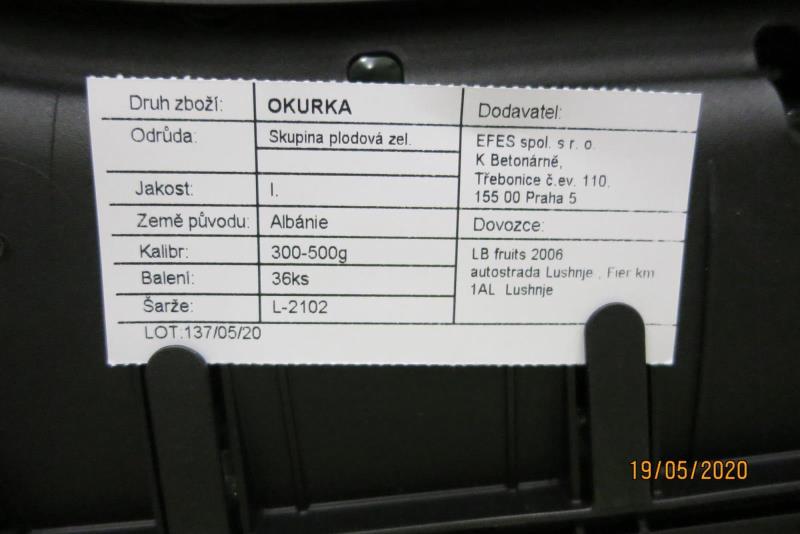 Druh zboží: OKURKA
Odrůda: Skupina plodová zel.
Jakost: I.
Země původu: Albánie
Kalibr: 300-500g
Balení: 36ks
Šarže: L-2102
LOT:137/05/20
Dodavatel:
EFES spol. s r. o.
K Betonárně,
Třebonice č.ev. 110,
155 00 Praha 5
Dovozce:
LB fruits 2006
autostrada Lushnje , Fier km
1AL Lushnje
19/05/2020